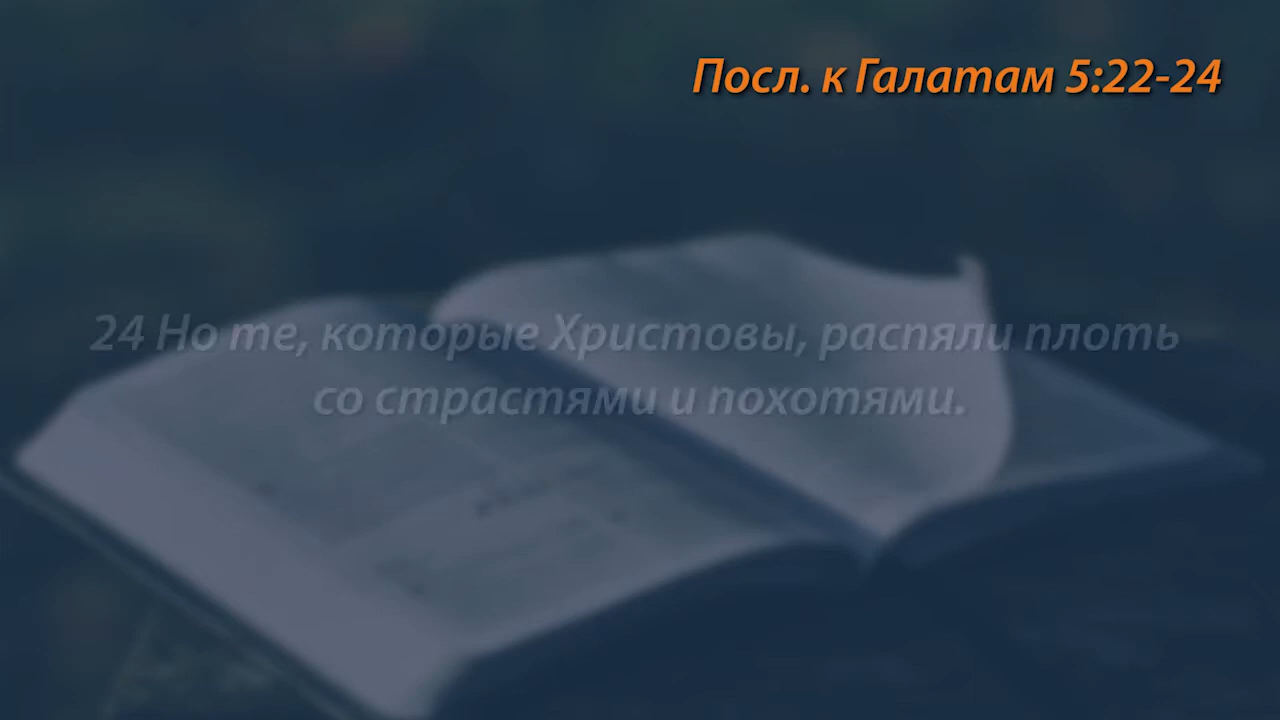 Посл. к Галатам 5:22-24
24 Но те, которые Христовы, распяли плоть
со страстями и похотями.